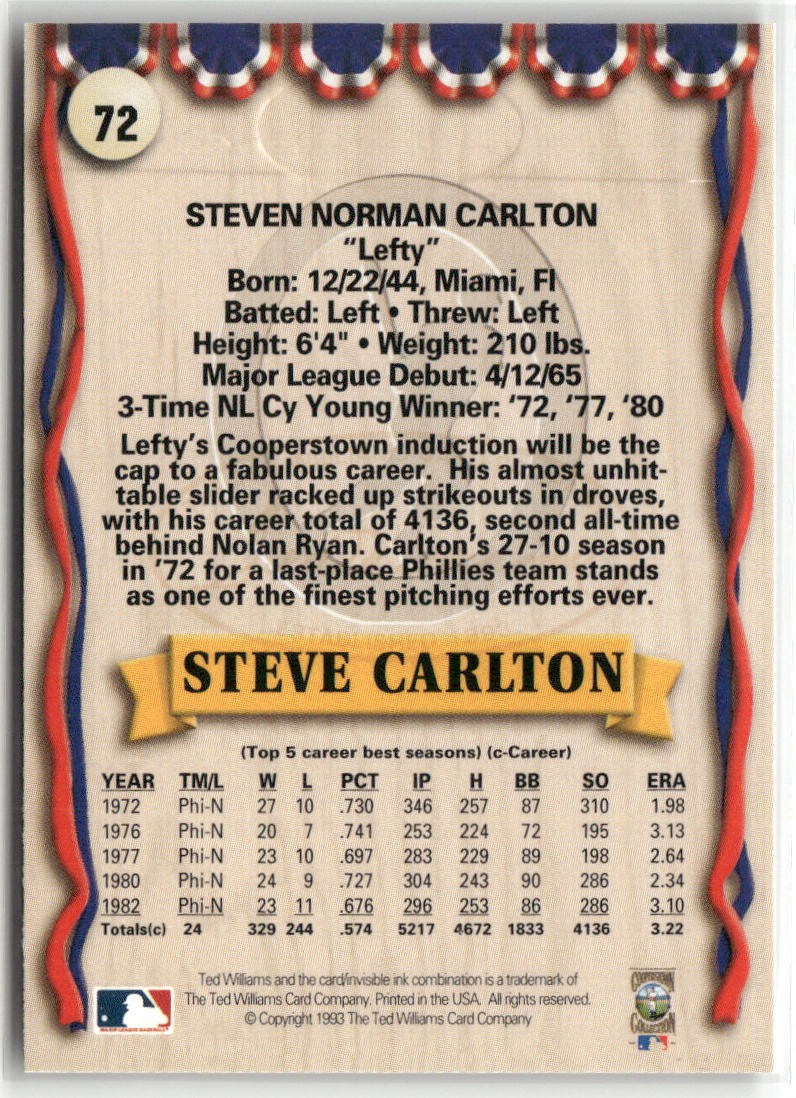 72
STEVEN NORMAN CARLTON
“Lefty”
Born: 12/22/44, Miami, Fl
Batted: Left • Threw: Left
Height: 6'4" • Weight: 210 lbs.
Major League Debut: 4/12/65
3-Time NL Cy Young Winner: ‘72, ‘77, ‘80
Lefty’s Cooperstown induction will be the
cap to a fabulous career. His almost unhit-
table slider racked up strikeouts in droves,
with his career total of 4136, second all-time
behind Nolan Ryan. Carlton’s 27-10 season
in ’72 for a last-place Phillies team stands
as one of the finest pitching efforts ever.
STEVE CARLTON
(Top 5 career best seasons) (c-Career)
YEAR TM/L W L PCT IP H BB SO ERA
1972 Phi-N 27 10 .730 346 257 87 310 1.98
1976 Phi-N 20 7 .741 253 224 72 195 3.13
1977 Phi-N 23 10 .697 283 229 89 198 2.64
1980 Phi-N 24 9 .727 304 243 90 286 2.34
1982 Phi-N 23 11 .676 296 253 86 286 3.10
Totals(c) 24 329 244 .574 5217 4672 1833 4136 3.22
Ted Williams and the card/invisible ink combination is a trademark of
The Ted Williams Card Company. Printed in the USA. All rights reserved.
© Copyright 1993 The Ted Williams Card Company
MAJOR LEAGUE BASEBALL
COOPERSTOWN
COLLECTION